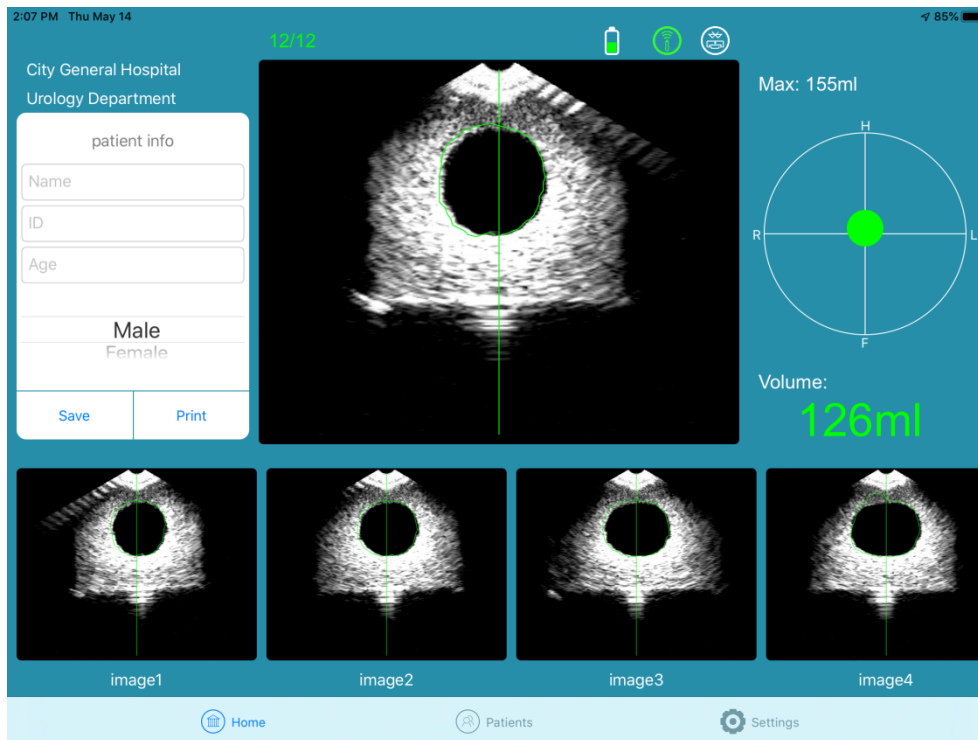 2:07 PM Thu May 14
85%
12/12
City General Hospital
Urology Department
patient info
Name
ID
Age
Male
Female
Save
Print
Max: 155ml
H
R
L
F
Volume:
126ml
image1
image2
image3
image4
Home
Patients
Settings